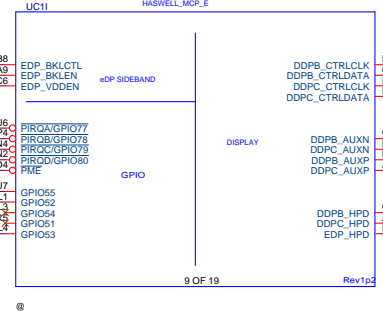 UC1I
HASWELL_MCP_E
EDP_BKLCTL
EDP_BKLEN
EDP_VDDEN
eDP SIDEBAND
DDPB_CTRLCLK
DDPB_CTRLDATA
DDPC_CTRLCLK
DDPC_CTRLDATA
PIRQA/GPIO77
PIRQB/GPIO78
PIRQC/GPIO79
PIRQD/GPIO80
PME
DISPLAY
GPIO
DDPB_AUXN
DDPC_AUXN
DDPB_AUXP
DDPC_AUXP
GPIO55
GPIO52
GPIO54
GPIO51
GPIO53
DDPB_HPD
DDPC_HPD
EDP_HPD
9 OF 19
Rev1p2
@